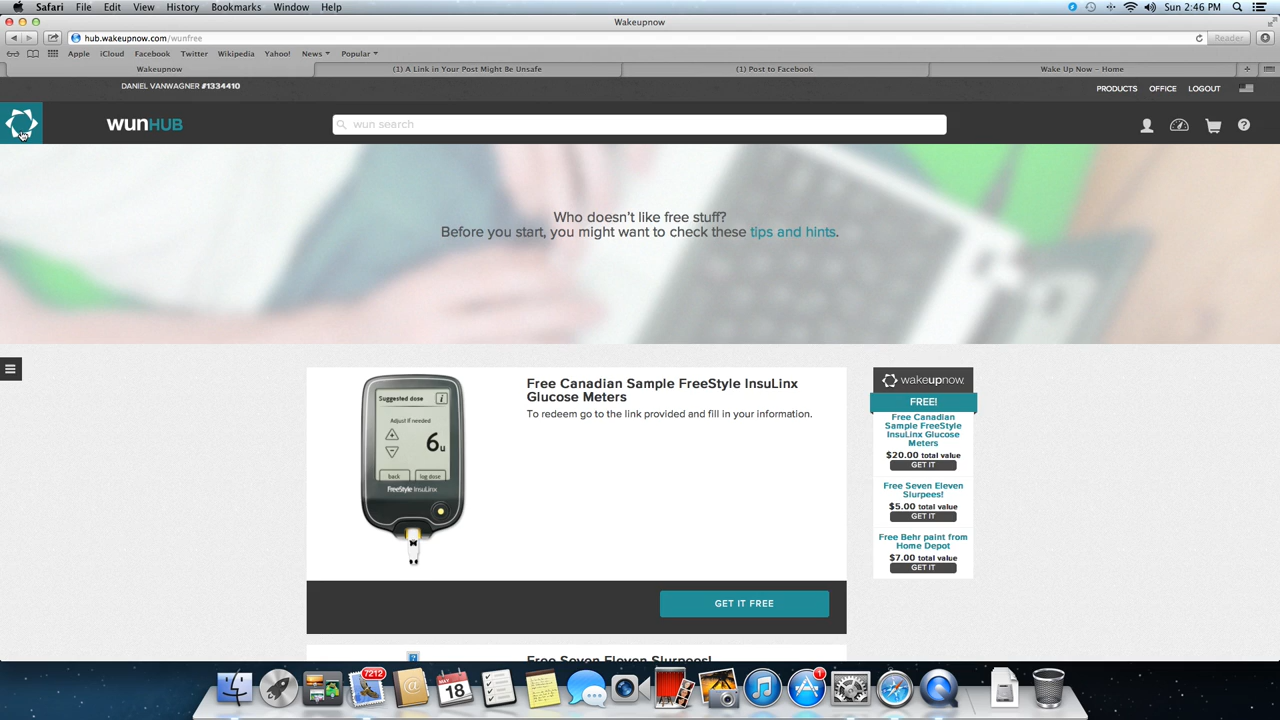 Safari File Edit View History Bookmarks Window Help
Sun 2:46 PM
Wakeupnow
hub.wakeupnow.com/wunfree
Reader
Apple iCloud Facebook Twitter Wikipedia Yahoo! News Popular
Wakeupnow
(1) A Link in Your Post Might Be Unsafe
(1) Post to Facebook
Wake Up Now – Home
DANIEL VANWAGNER #1334410
PRODUCTS OFFICE LOGOUT
wunHUB
wun search
?
Who doesn't like free stuff?
Before you start, you might want to check these tips and hints.
Suggested dose i
Adjust if needed
6u
back log dose
FreeStyle InsuLinx
Free Canadian Sample FreeStyle InsuLinx
Glucose Meters
To redeem go to the link provided and fill in your information.
GET IT FREE
Free Seven Eleven Slurpees!
wakeupnow.
FREE!
Free Canadian
Sample FreeStyle
InsuLinx Glucose
Meters
$20.00 total value
GET IT
Free Seven Eleven
Slurpees!
$5.00 total value
GET IT
Free Behr paint from
Home Depot
$7.00 total value
GET IT
7212
MAY
18
1